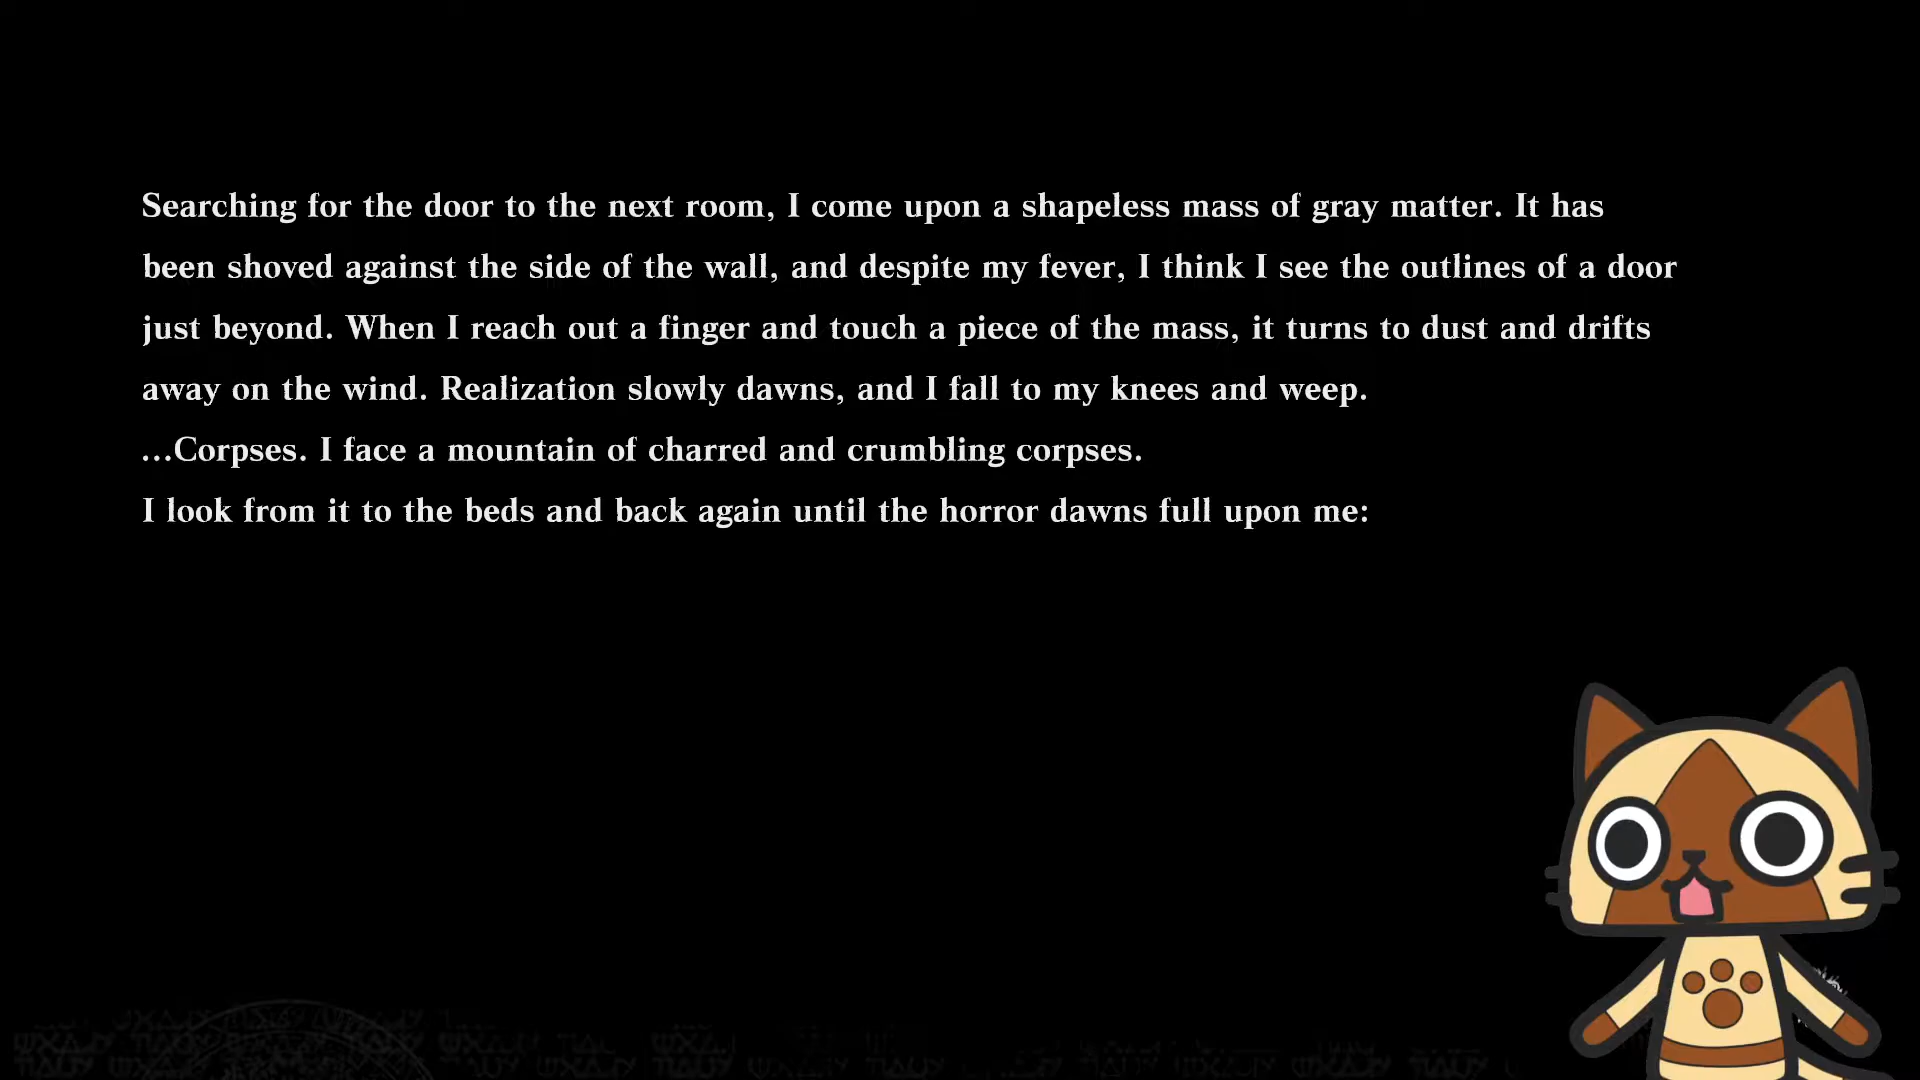 Searching for the door to the next room, I come upon a shapeless mass of gray matter. It has
been shoved against the side of the wall, and despite my fever, I think I see the outlines of a door
just beyond. When I reach out a finger and touch a piece of the mass, it turns to dust and drifts
away on the wind. Realization slowly dawns, and I fall to my knees and weep.
...Corpses. I face a mountain of charred and crumbling corpses.
I look from it to the beds and back again until the horror dawns full upon me: